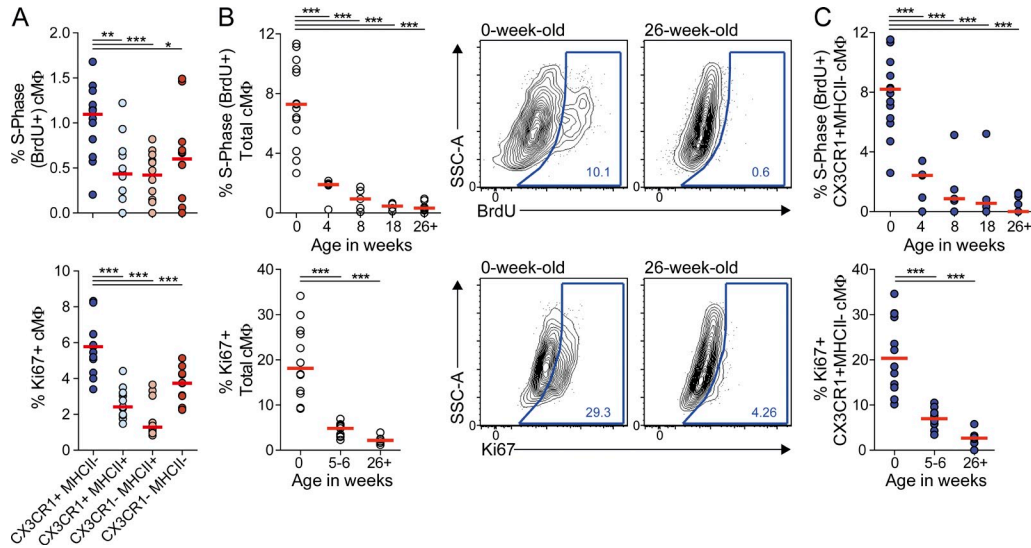 A
% S-Phase
(BrdU+) cMΦ
2.0
1.5
1.0
0.5
0.0
** *** *
% Ki67+ cMΦ
10
8
6
4
2
0
*** *** ***
CX3CR1+ MHCII-
CX3CR1+ MHCII+
CX3CR1- MHCII+
CX3CR1- MHCII-
B
% S-Phase (BrdU+)
Total cMΦ
12
8
4
0
*** *** *** ***
0 4 8 18 26+
Age in weeks
0-week-old
26-week-old
SSC-A
10.1
0.6
0
0
BrdU
% Ki67+
Total cMΦ
40
30
20
10
0
*** ***
0 5-6 26+
Age in weeks
0-week-old
26-week-old
SSC-A
29.3
4.26
0
0
Ki67
C
% S-Phase (BrdU+)
CX3CR1+MHCII- cMΦ
12
8
4
0
*** *** *** ***
0 4 8 18 26+
Age in weeks
% Ki67+
CX3CR1+MHCII- cMΦ
40
30
20
10
0
*** ***
0 5-6 26+
Age in weeks